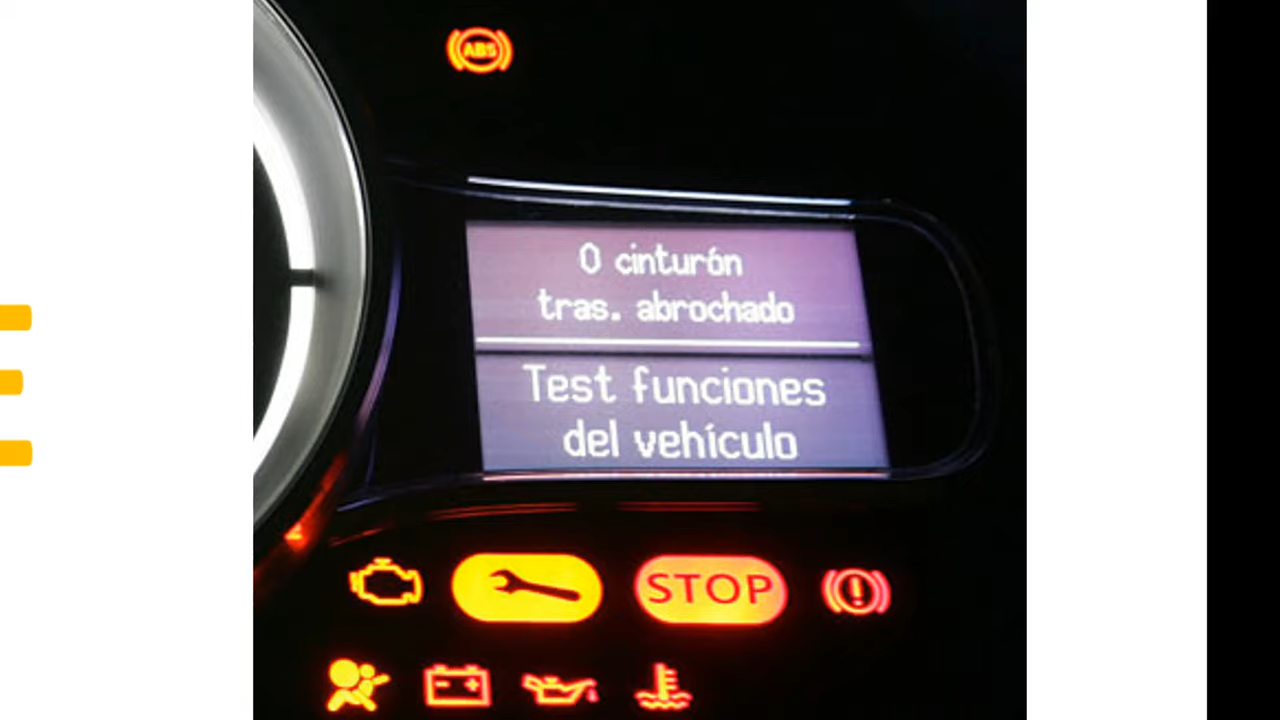 ABS
0 cinturón
tras. abrochado
Test funciones
del vehículo
STOP